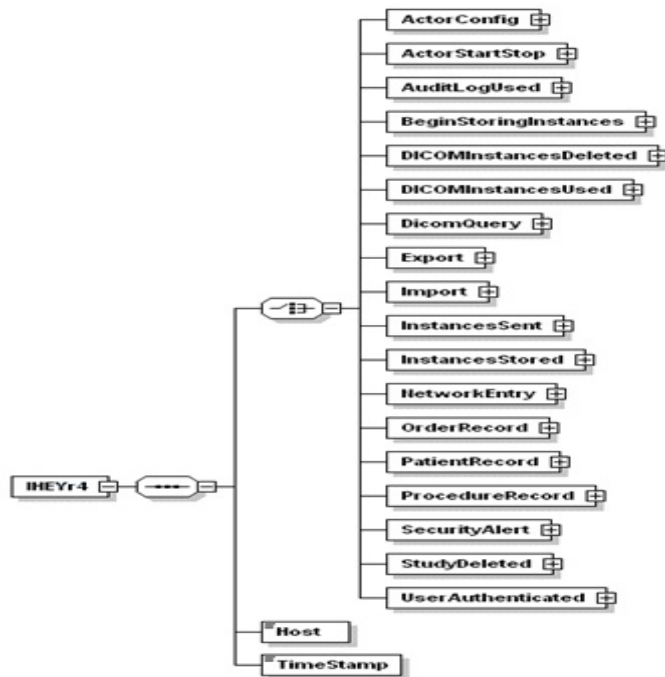 ActorConfig
ActorStartStop
AuditLogUsed
BeginStoringInstances
DICOMInstancesDeleted
DICOMInstancesUsed
DicomQuery
Export
Import
InstancesSent
InstancesStored
NetworkEntry
OrderRecord
PatientRecord
IHEYr4
ProcedureRecord
SecurityAlert
StudyDeleted
UserAuthenticated
Host
TimeStamp